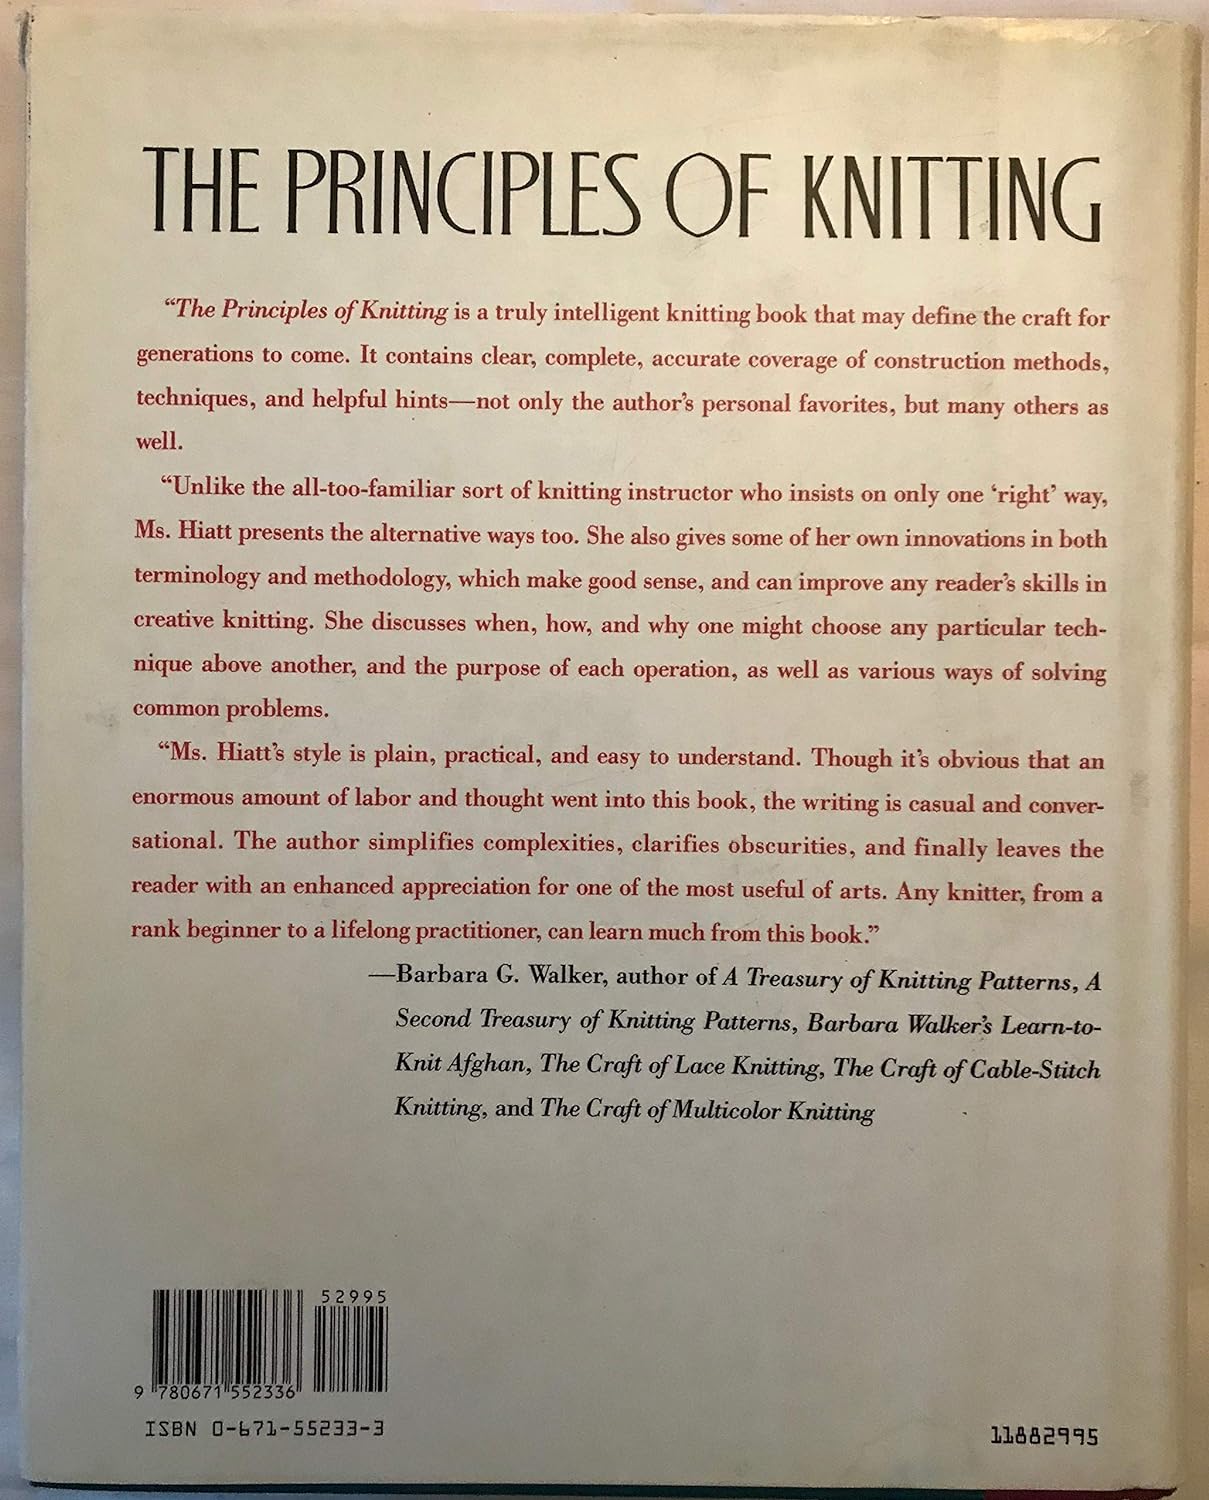 THE PRINCIPLES OF KNITTING
“The Principles of Knitting is a truly intelligent knitting book that may define the craft for
generations to come. It contains clear, complete, accurate coverage of construction methods,
techniques, and helpful hints—not only the author’s personal favorites, but many others as
well.
“Unlike the all-too-familiar sort of knitting instructor who insists on only one ‘right’ way,
Ms. Hiatt presents the alternative ways too. She also gives some of her own innovations in both
terminology and methodology, which make good sense, and can improve any reader’s skills in
creative knitting. She discusses when, how, and why one might choose any particular tech-
nique above another, and the purpose of each operation, as well as various ways of solving
common problems.
“Ms. Hiatt’s style is plain, practical, and easy to understand. Though it’s obvious that an
enormous amount of labor and thought went into this book, the writing is casual and conver-
sational. The author simplifies complexities, clarifies obscurities, and finally leaves the
reader with an enhanced appreciation for one of the most useful of arts. Any knitter, from a
rank beginner to a lifelong practitioner, can learn much from this book.”
—Barbara G. Walker, author of A Treasury of Knitting Patterns, A
Second Treasury of Knitting Patterns, Barbara Walker’s Learn-to-
Knit Afghan, The Craft of Lace Knitting, The Craft of Cable-Stitch
Knitting, and The Craft of Multicolor Knitting
52995
9 780671 552336
ISBN 0-671-55233-3
11882995